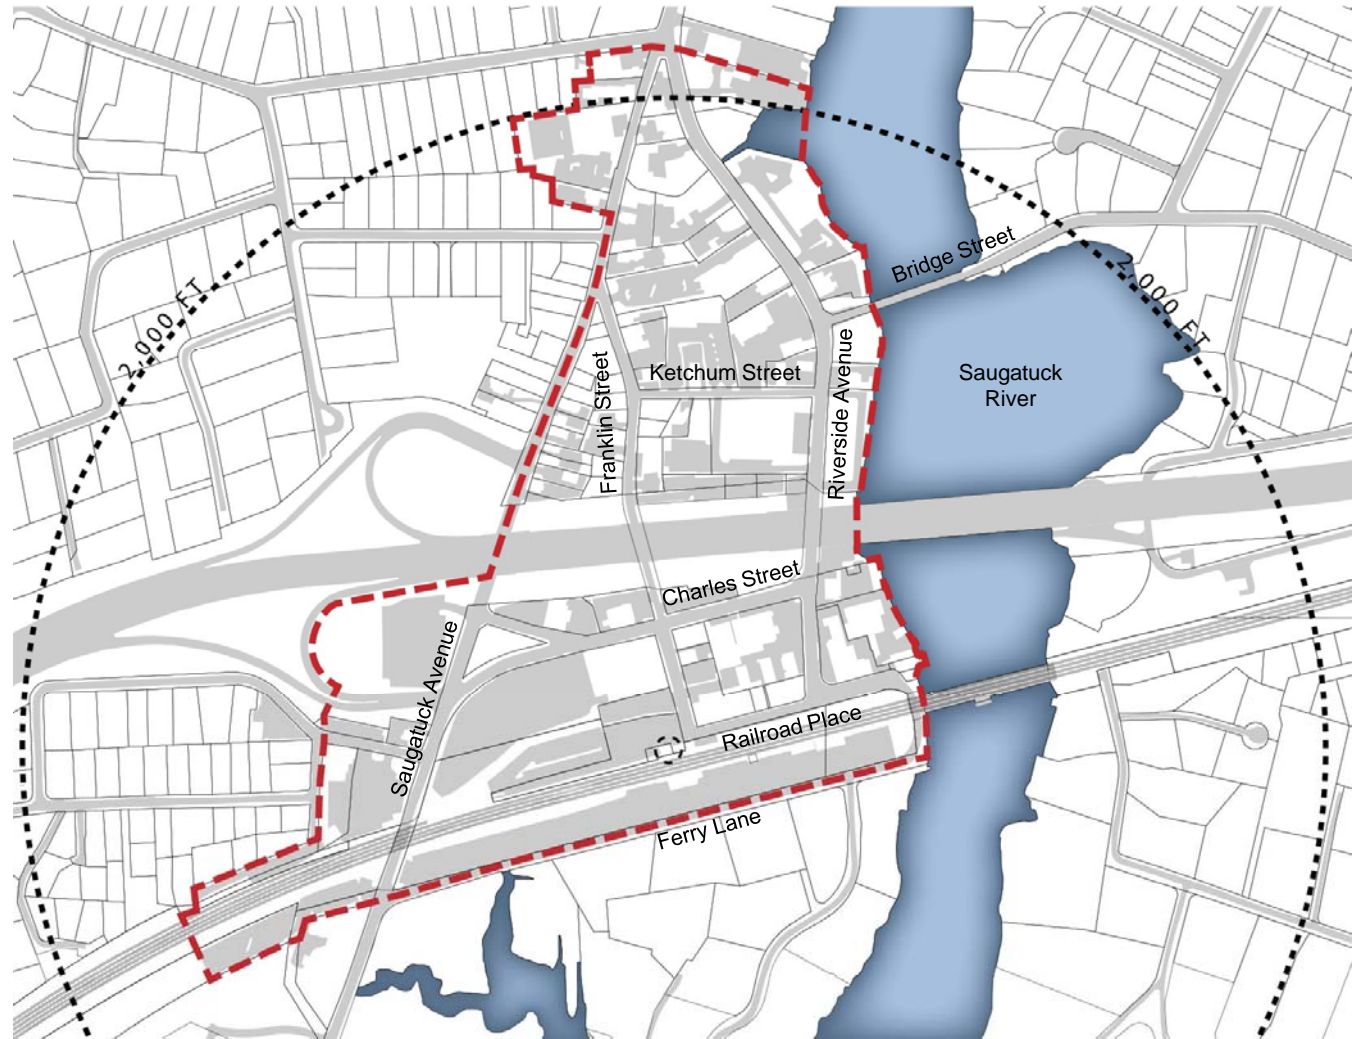 Bridge Street
2,000 FT
2,000 FT
Ketchum Street
Saugatuck
River
Franklin Street
Riverside Avenue
Charles Street
Saugatuck Avenue
Railroad Place
Ferry Lane